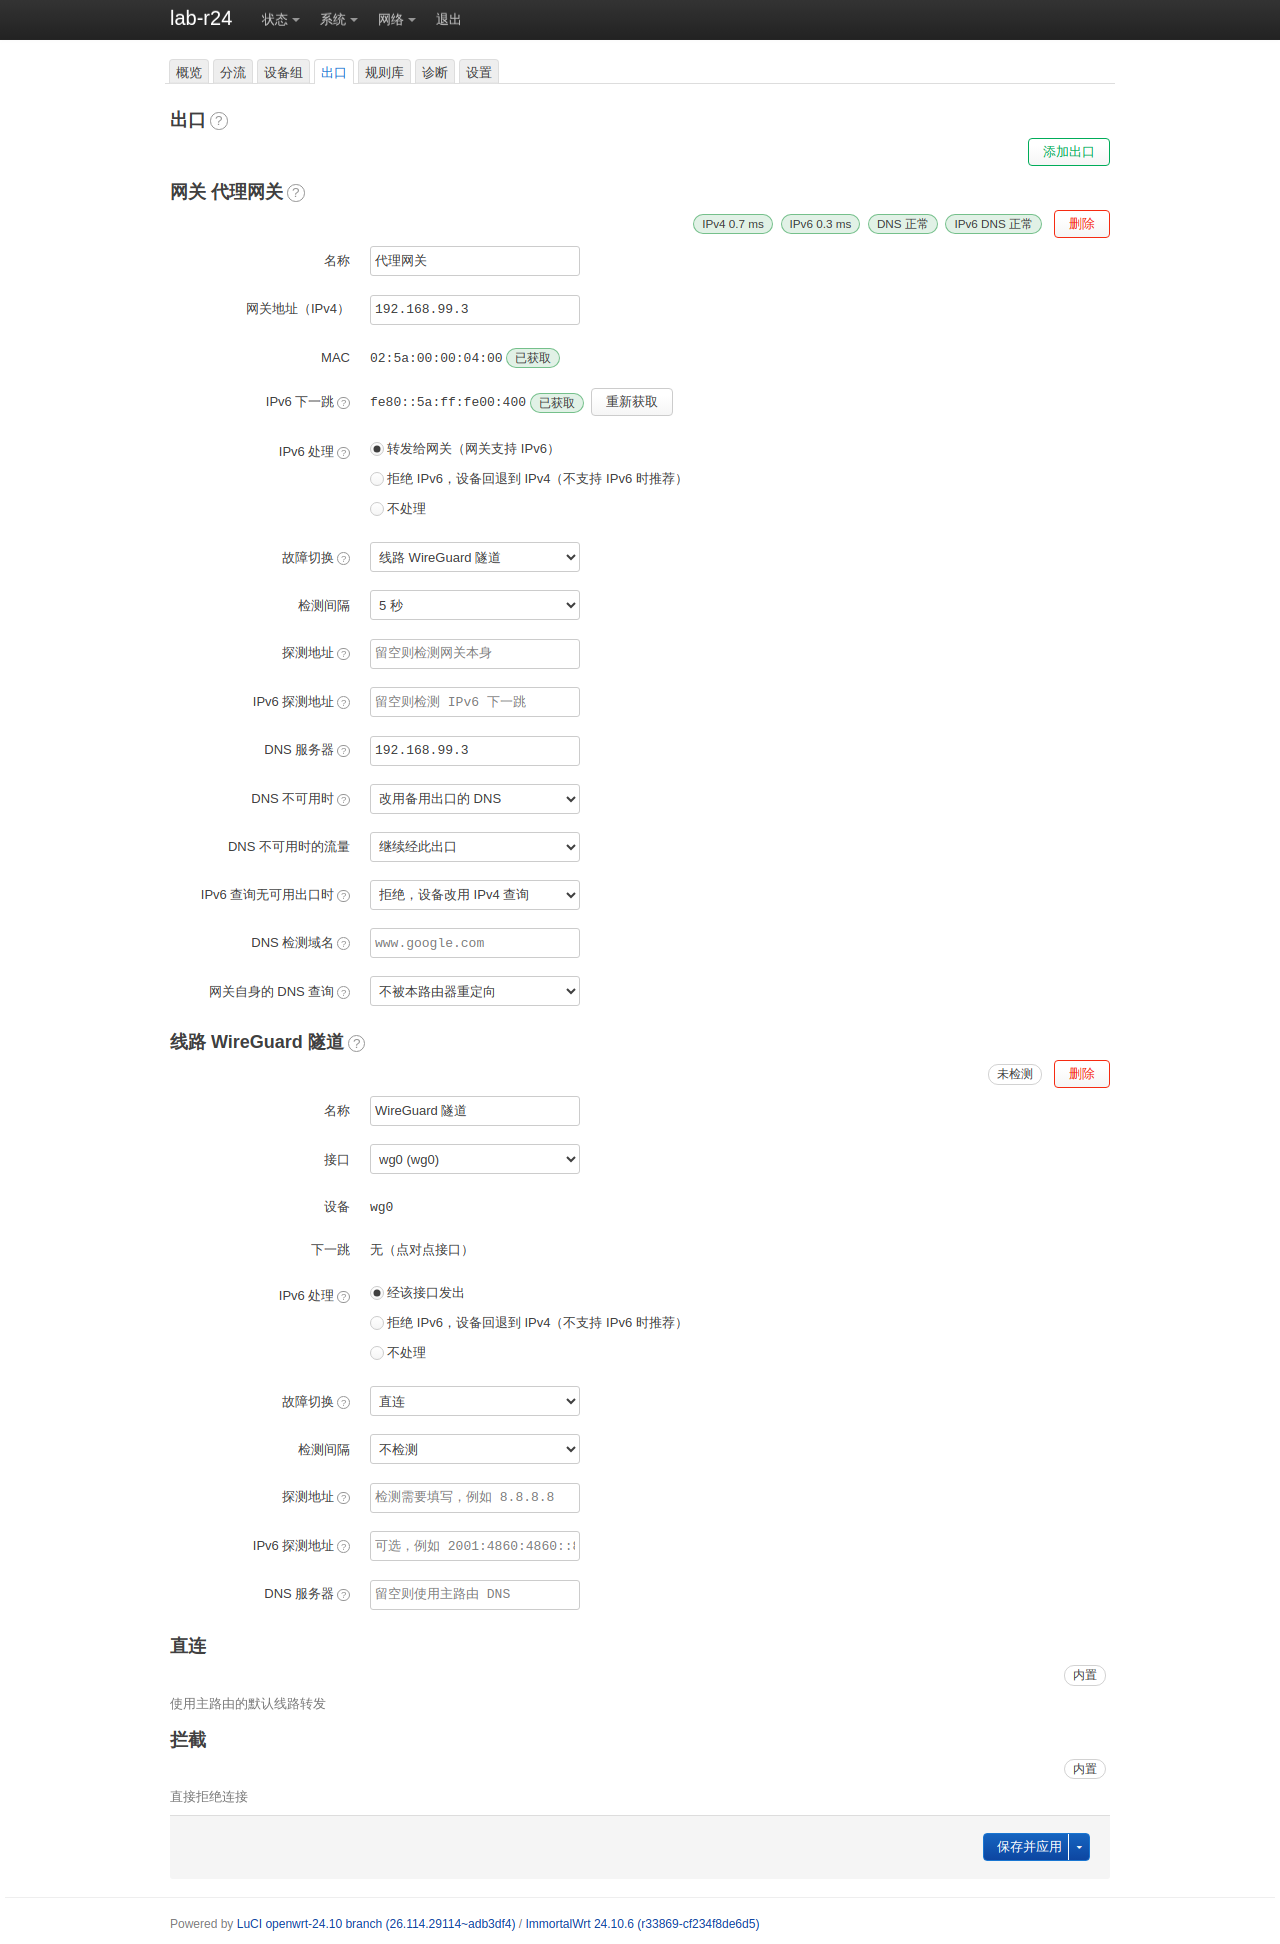 lab-r24 状态 系统 网络 退出
概览 分流 设备组 出口 规则库 诊断 设置
出口 ?
添加出口
网关 代理网关 ?
IPv4 0.7 ms IPv6 0.3 ms DNS 正常 IPv6 DNS 正常 删除
名称 代理网关
网关地址（IPv4） 192.168.99.3
MAC 02:5a:00:00:04:00 已获取
IPv6 下一跳 ? fe80::5a:ff:fe00:400 已获取 重新获取
IPv6 处理 ? 转发给网关（网关支持 IPv6）
拒绝 IPv6，设备回退到 IPv4（不支持 IPv6 时推荐）
不处理
故障切换 ? 线路 WireGuard 隧道
检测间隔 5 秒
探测地址 ? 留空则检测网关本身
IPv6 探测地址 ? 留空则检测 IPv6 下一跳
DNS 服务器 ? 192.168.99.3
DNS 不可用时 ? 改用备用出口的 DNS
DNS 不可用时的流量 继续经此出口
IPv6 查询无可用出口时 ? 拒绝，设备改用 IPv4 查询
DNS 检测域名 ? www.google.com
网关自身的 DNS 查询 ? 不被本路由器重定向
线路 WireGuard 隧道 ?
未检测 删除
名称 WireGuard 隧道
接口 wg0 (wg0)
设备 wg0
下一跳 无（点对点接口）
IPv6 处理 ? 经该接口发出
拒绝 IPv6，设备回退到 IPv4（不支持 IPv6 时推荐）
不处理
故障切换 ? 直连
检测间隔 不检测
探测地址 ? 检测需要填写，例如 8.8.8.8
IPv6 探测地址 ? 可选，例如 2001:4860:4860::8
DNS 服务器 ? 留空则使用主路由 DNS
直连
内置
使用主路由的默认线路转发
拦截
内置
直接拒绝连接
保存并应用
Powered by LuCI openwrt-24.10 branch (26.114.29114~adb3df4) / ImmortalWrt 24.10.6 (r33869-cf234f8de6d5)